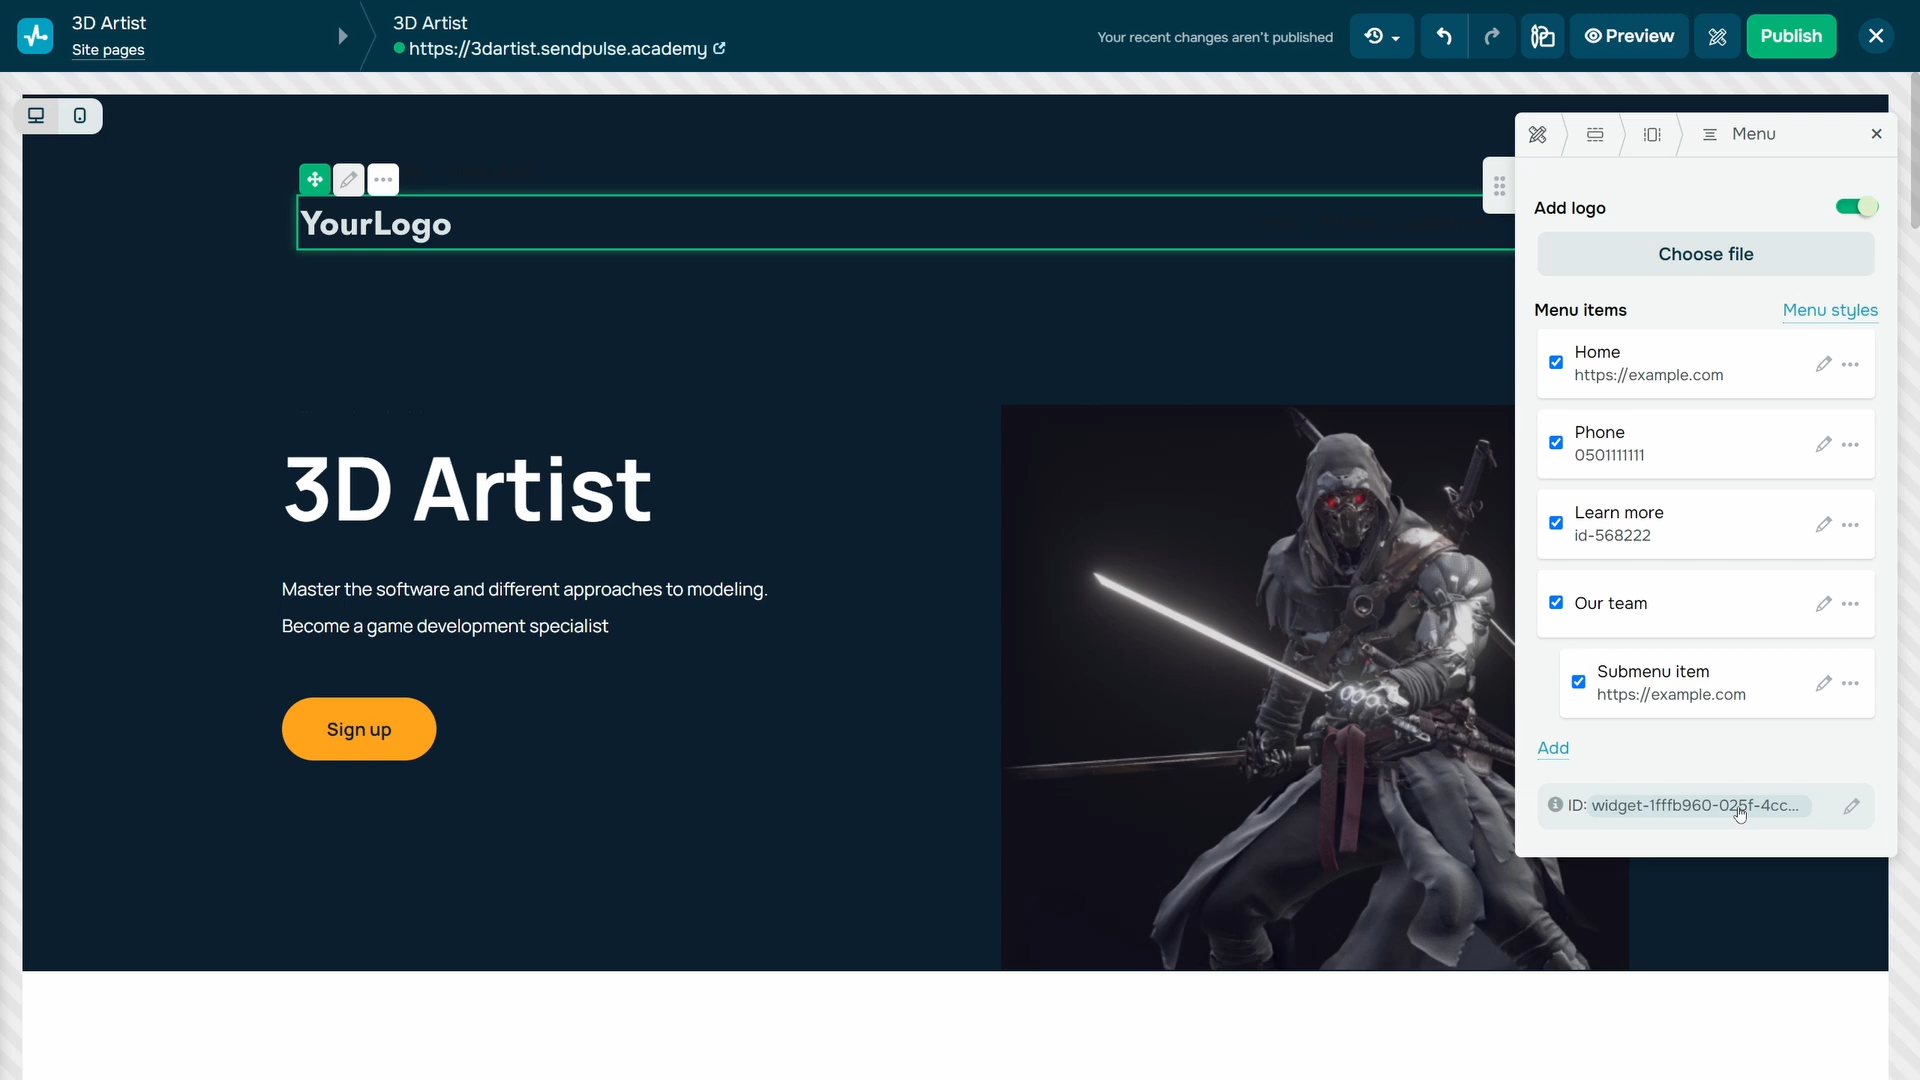 3D Artist
Site pages
3D Artist
https://3dartist.sendpulse.academy
Your recent changes aren't published
Preview
Publish
Menu
YourLogo
Add logo
Choose file
Menu items
Menu styles
Home
https://example.com
Phone
0501111111
Learn more
id-568222
Our team
Submenu item
https://example.com
Add
ID: widget-1fffb960-025f-4cc...
3D Artist
Master the software and different approaches to modeling.
Become a game development specialist
Sign up